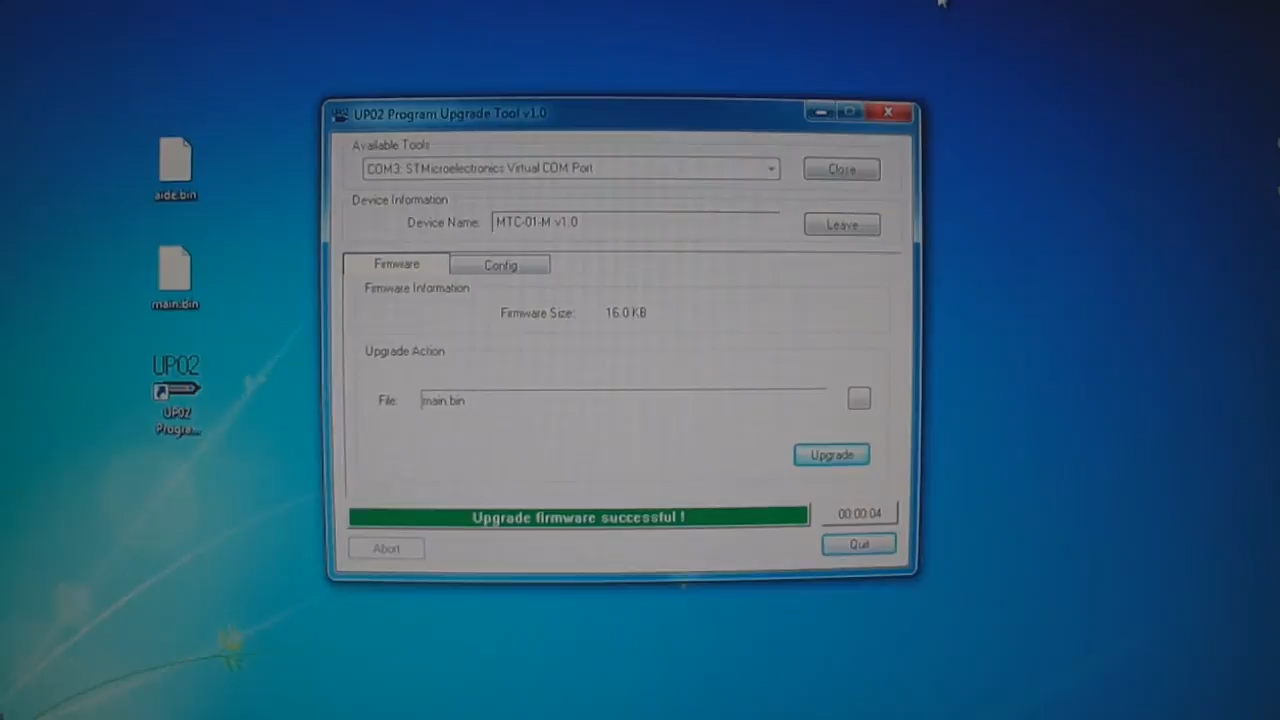 UP02 Program Upgrade Tool v1.0
Available Tools
COM3: STMicroelectronics Virtual COM Port
Close
Device Information
Device Name:
MTC-01-M v1.0
Leave
Firmware
Config
Firmware Information
Firmware Size:
16.0 KB
Upgrade Action
File:
main.bin
Upgrade
Upgrade firmware successful !
00:00:04
Abort
Quit
aide.bin
main.bin
UP02
UP02
Progra...